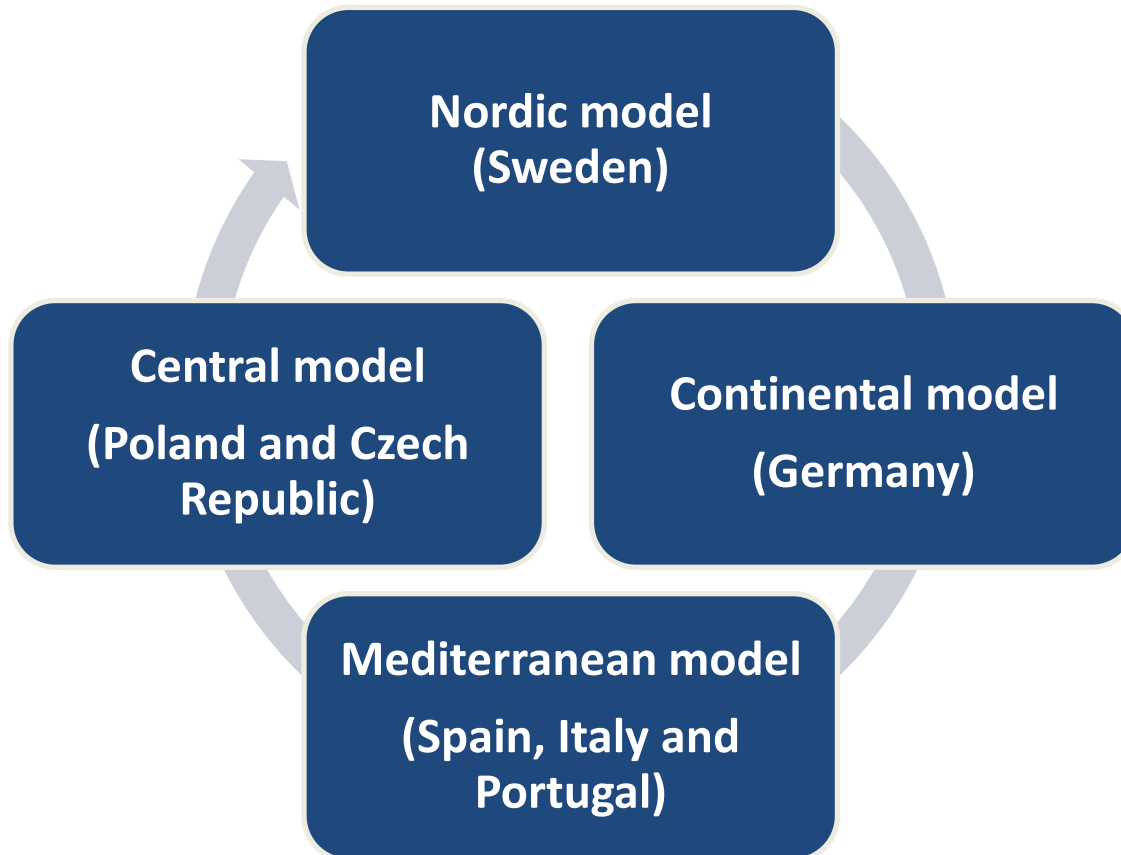 Nordic model
(Sweden)
Central model
(Poland and Czech
Republic)
Continental model
(Germany)
Mediterranean model
(Spain, Italy and
Portugal)